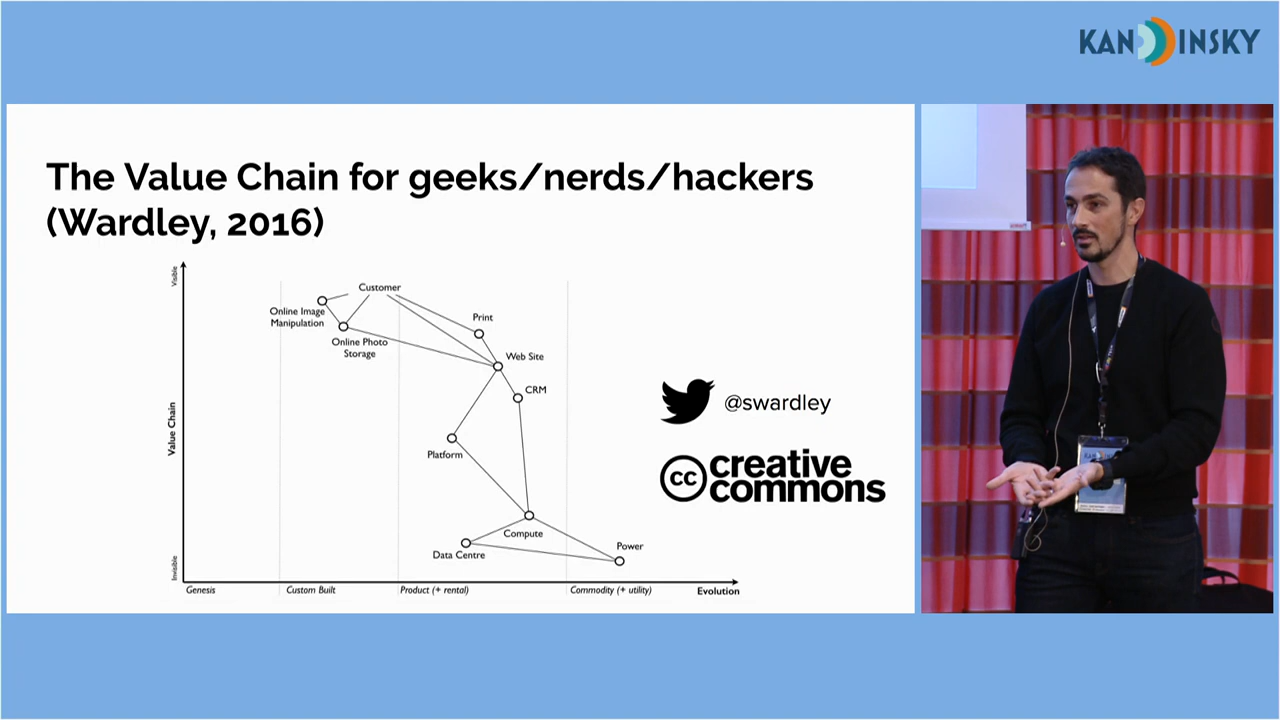 KANDINSKY
The Value Chain for geeks/nerds/hackers
(Wardley, 2016)
Visible
Value Chain
Invisible
Customer
Online Image
Manipulation
Online Photo
Storage
Print
Web Site
CRM
Platform
Compute
Data Centre
Power
Genesis
Custom Built
Product (+ rental)
Commodity (+ utility)
Evolution
@swardley
cc creative
commons